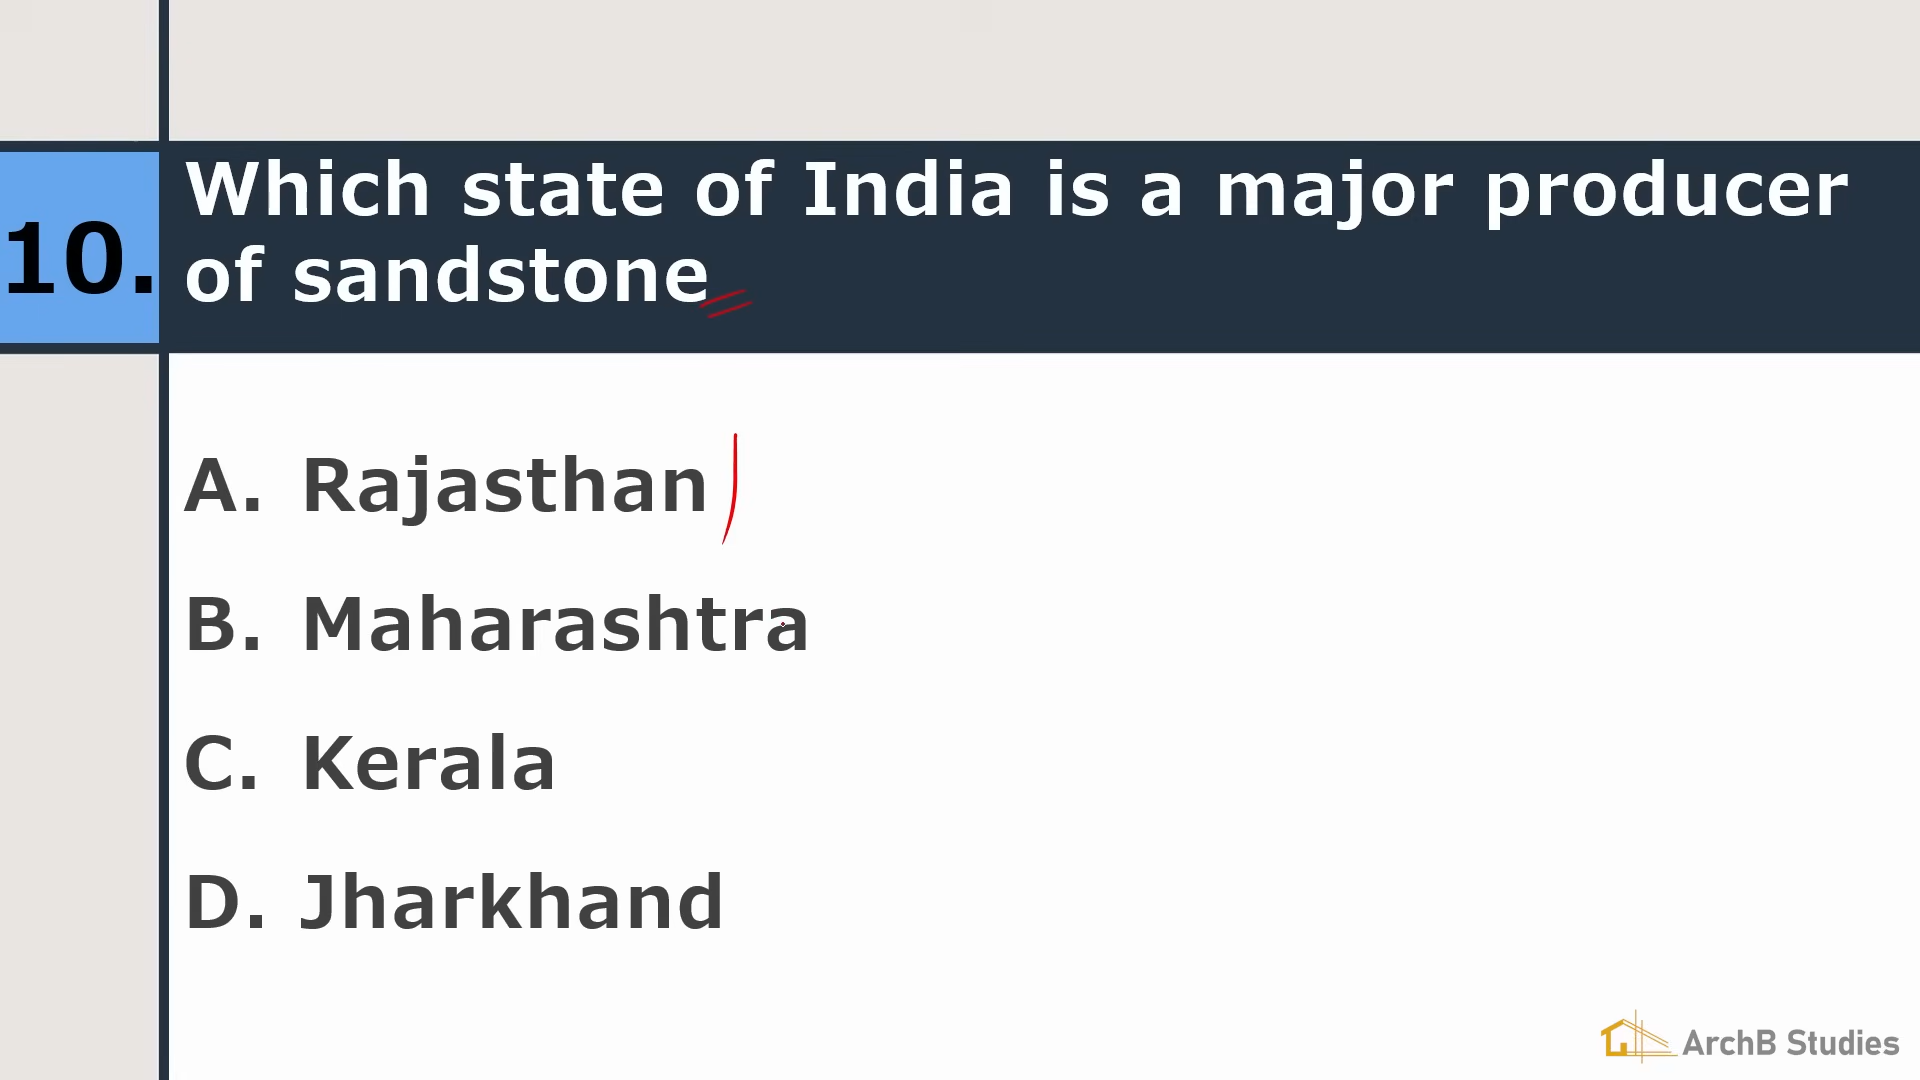 10.
Which state of India is a major producer
of sandstone
A. Rajasthan
B. Maharashtra
C. Kerala
D. Jharkhand
ArchB Studies